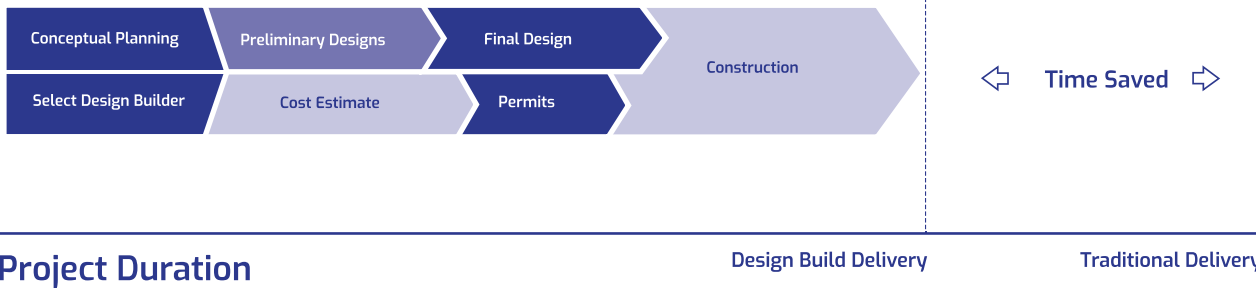 Conceptual Planning
Preliminary Designs
Final Design
Construction
Select Design Builder
Cost Estimate
Permits
Time Saved
Project Duration
Design Build Delivery
Traditional Delivery